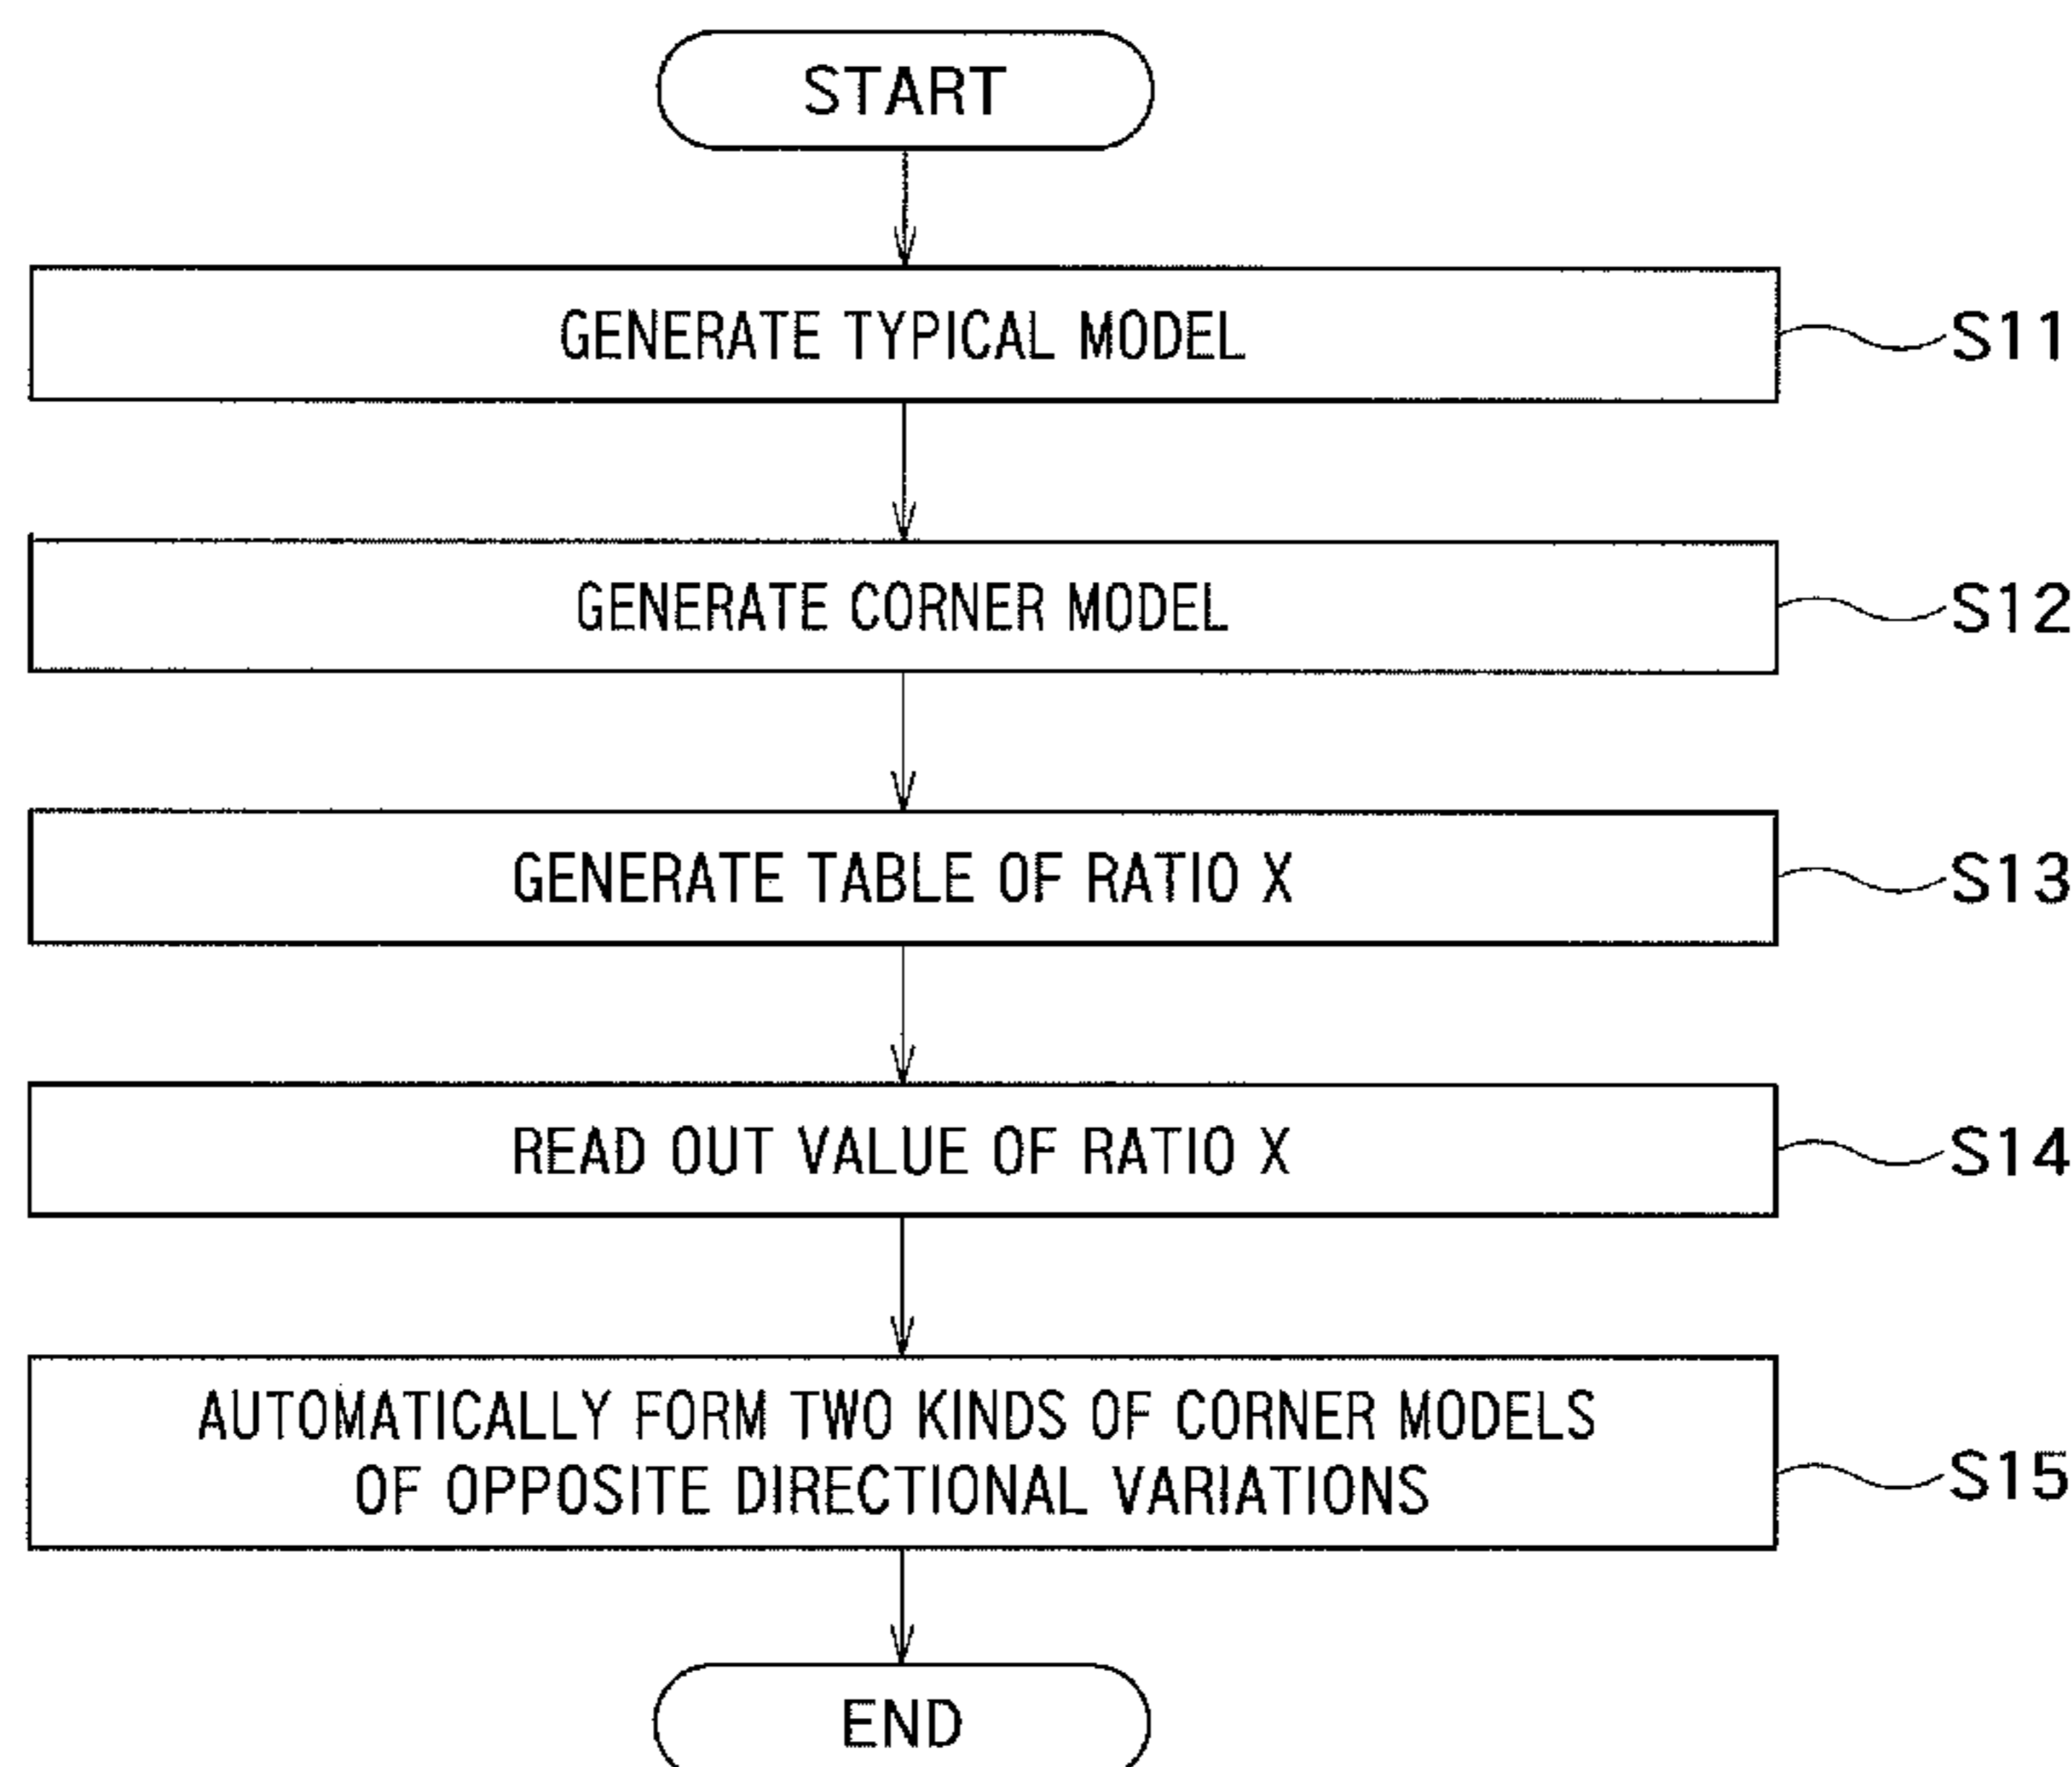 START
GENERATE TYPICAL MODEL
S11
GENERATE CORNER MODEL
S12
GENERATE TABLE OF RATIO X
S13
READ OUT VALUE OF RATIO X
S14
AUTOMATICALLY FORM TWO KINDS OF CORNER MODELS
OF OPPOSITE DIRECTIONAL VARIATIONS
S15
END